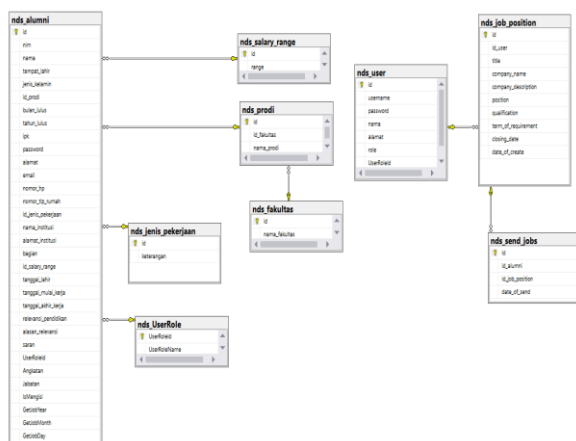 nds_alumni
id
nim
nama
tempat_lahir
jenis_kelamin
id_prodi
bulan_lulus
tahun_lulus
ipk
password
alamat
email
nomor_hp
nomor_tlp_rumah
id_jenis_pekerjaan
nama_institusi
alamat_institusi
bagian
id_salary_range
tanggal_lahir
tanggal_mulai_kerja
tanggal_akhir_kerja
relevansi_pendidikan
alasan_relevansi
saran
UserRoleId
Angkatan
Jabatan
GetJobYear
GetJobMonth
GetJobDay
nds_salary_range
id
range
nds_prodi
id
id_fakultas
nama_prodi
nds_fakultas
id
nama_fakultas
nds_jenis_pekerjaan
id
keterangan
nds_UserRole
UserRoleId
UserRoleName
nds_user
id
username
password
nama
alamat
role
UserRoleId
nds_job_position
id
id_user
title
company_name
company_description
position
qualification
term_of_requirement
closing_date
date_of_create
nds_send_jobs
id
id_alumni
id_job_position
date_of_send